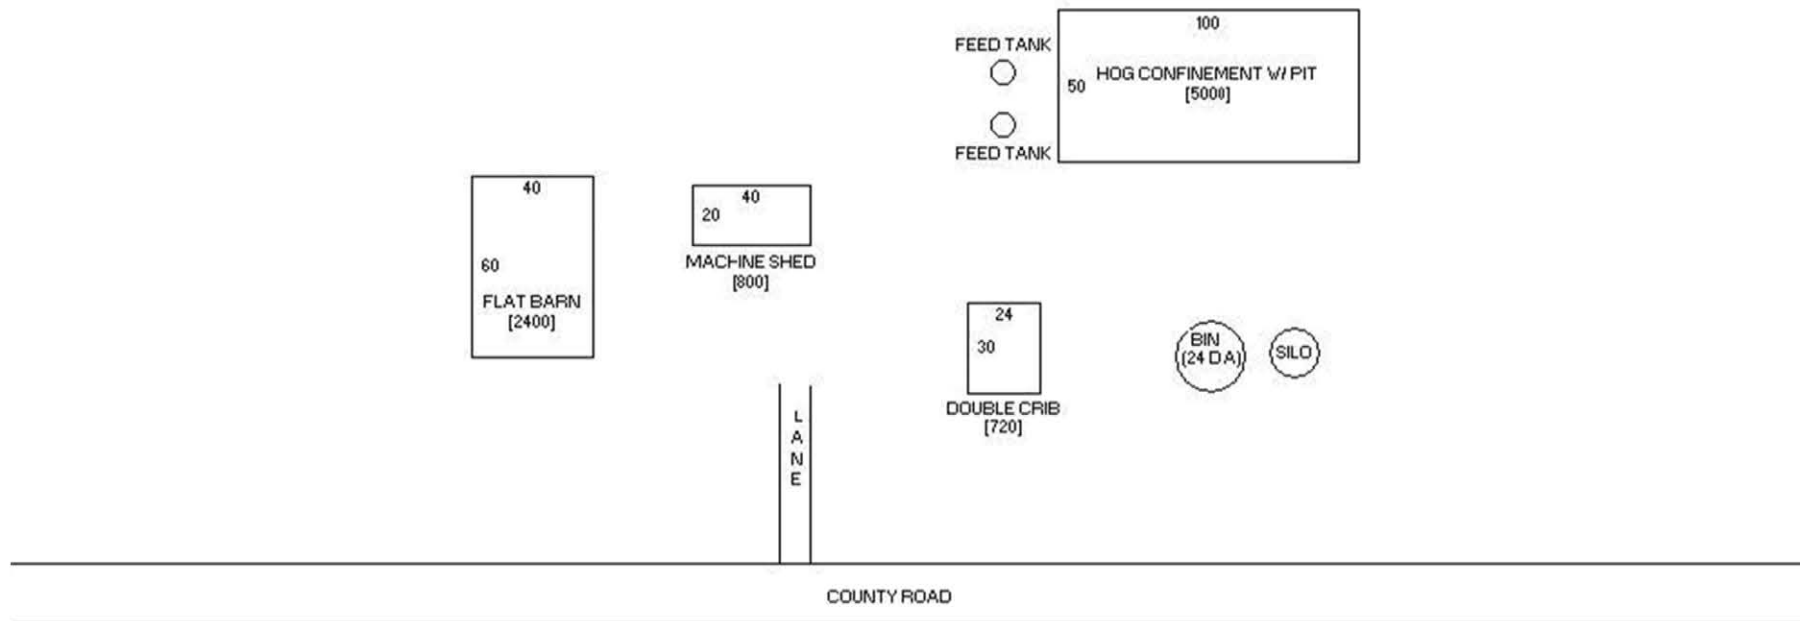 100
FEED TANK
HOG CONFINEMENT W/ PIT
50
[5000]
FEED TANK
40
40
20
60
MACHINE SHED
[800]
FLAT BARN
[2400]
24
30
BIN
(24 DA)
SILO
DOUBLE CRIB
[720]
LANE
COUNTY ROAD